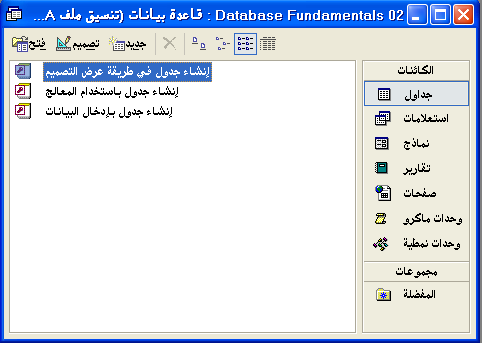 Database Fundamentals 02 : قاعدة بيانات (تنسيق ملف A...
فتح تصميم جديد
الكائنات
جداول
استعلامات
نماذج
تقارير
صفحات
وحدات ماكرو
وحدات نمطية
مجموعات
المفضلة
إنشاء جدول في طريقة عرض التصميم
إنشاء جدول باستخدام المعالج
إنشاء جدول بإدخال البيانات